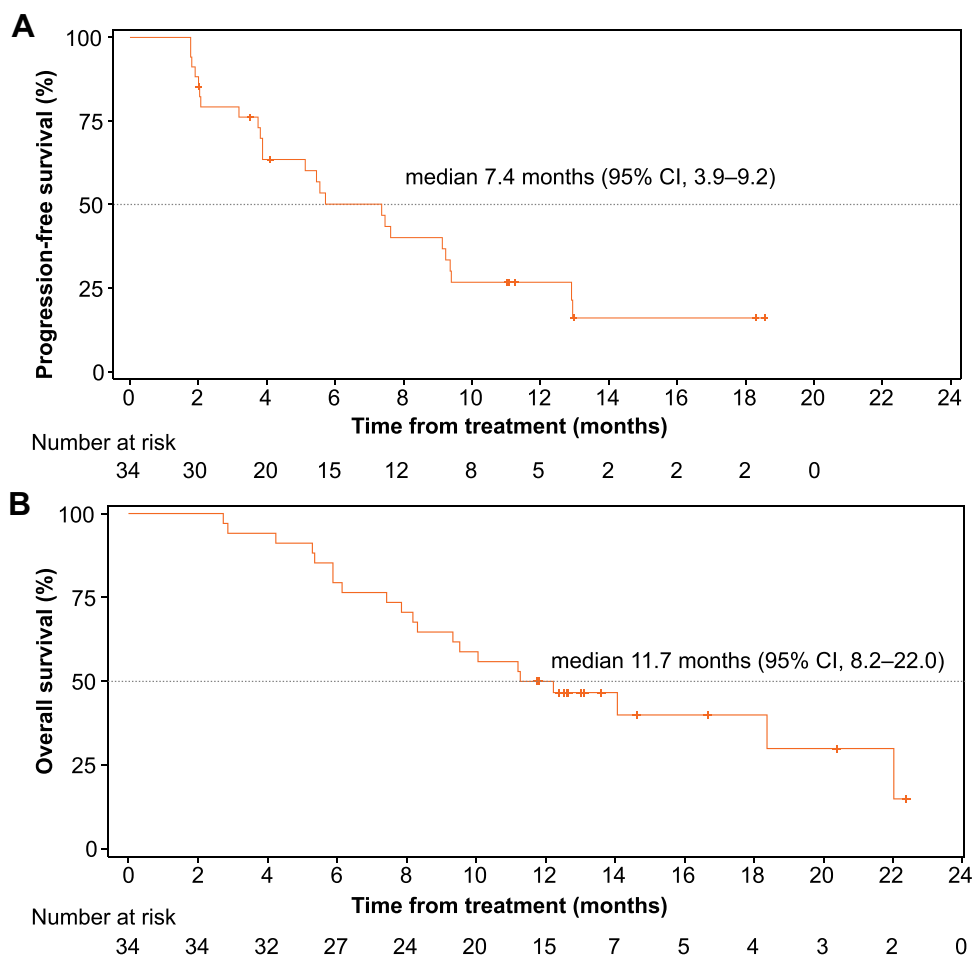 A
Progression-free survival (%)
100
75
50
25
0
median 7.4 months (95% CI, 3.9–9.2)
0 2 4 6 8 10 12 14 16 18 20 22 24
Time from treatment (months)
Number at risk
34 30 20 15 12 8 5 2 2 2 0
B
Overall survival (%)
100
75
50
25
0
median 11.7 months (95% CI, 8.2–22.0)
0 2 4 6 8 10 12 14 16 18 20 22 24
Time from treatment (months)
Number at risk
34 34 32 27 24 20 15 7 5 4 3 2 0